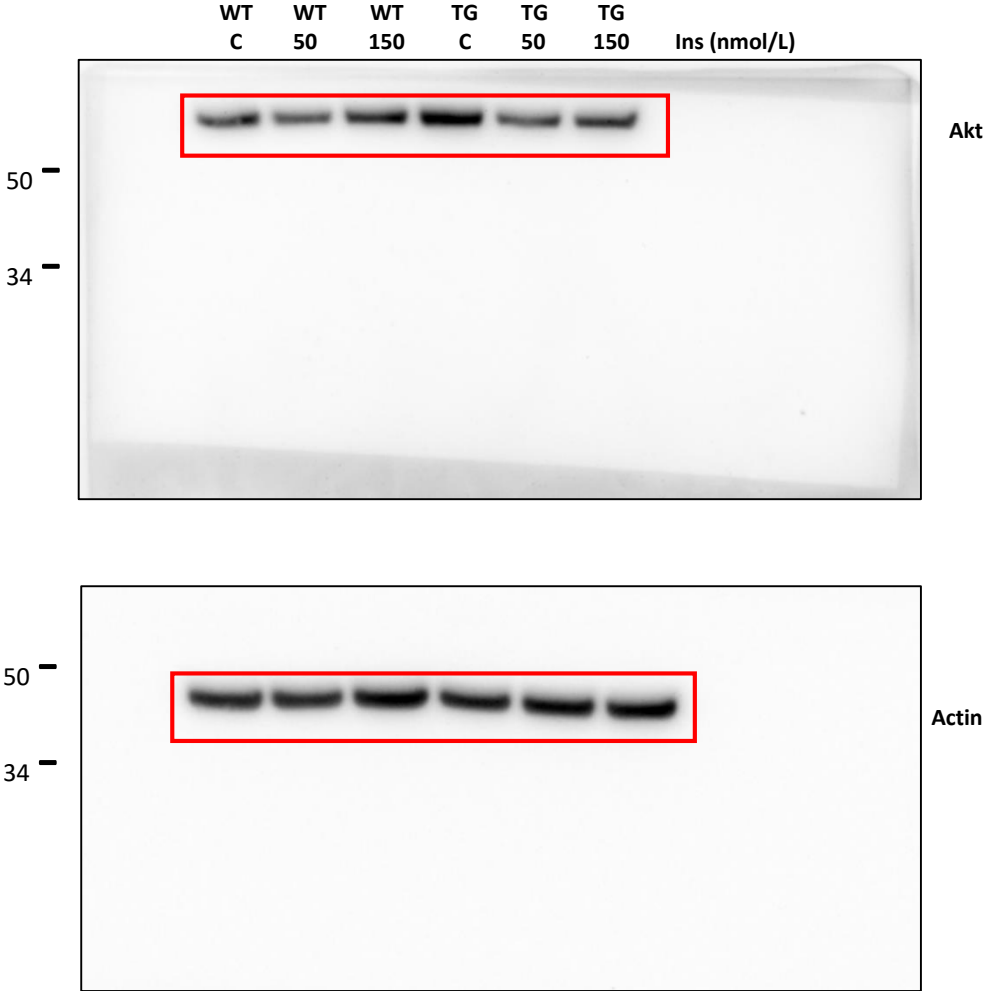 WT WT WT TG TG TG
C 50 150 C 50 150 Ins (nmol/L)
Akt
50
34
50
Actin
34